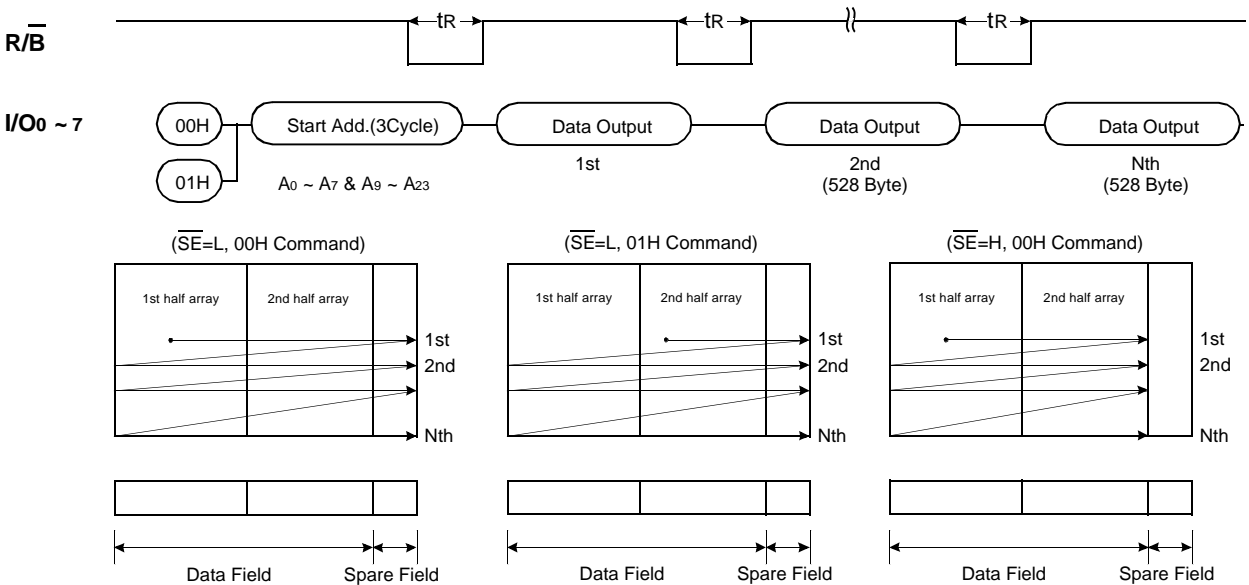 tR tR tR
R/B
I/O0 ~ 7 00H Start Add.(3Cycle) Data Output Data Output Data Output
01H A0 ~ A7 & A9 ~ A23 1st 2nd Nth
(528 Byte) (528 Byte)
(SE=L, 00H Command) (SE=L, 01H Command) (SE=H, 00H Command)
1st half array 2nd half array 1st half array 2nd half array 1st half array 2nd half array
1st 1st 1st
2nd 2nd 2nd
Nth Nth Nth
Data Field Spare Field Data Field Spare Field Data Field Spare Field